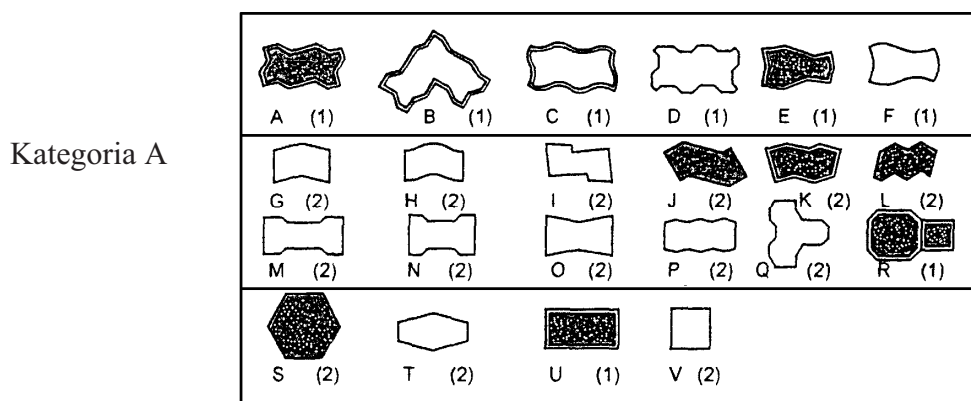 A (1) B (1) C (1) D (1) E (1) F (1)
Kategoria A
G (2) H (2) I (2) J (2) K (2) L (2)
M (2) N (2) O (2) P (2) Q (2) R (1)
S (2) T (2) U (1) V (2)